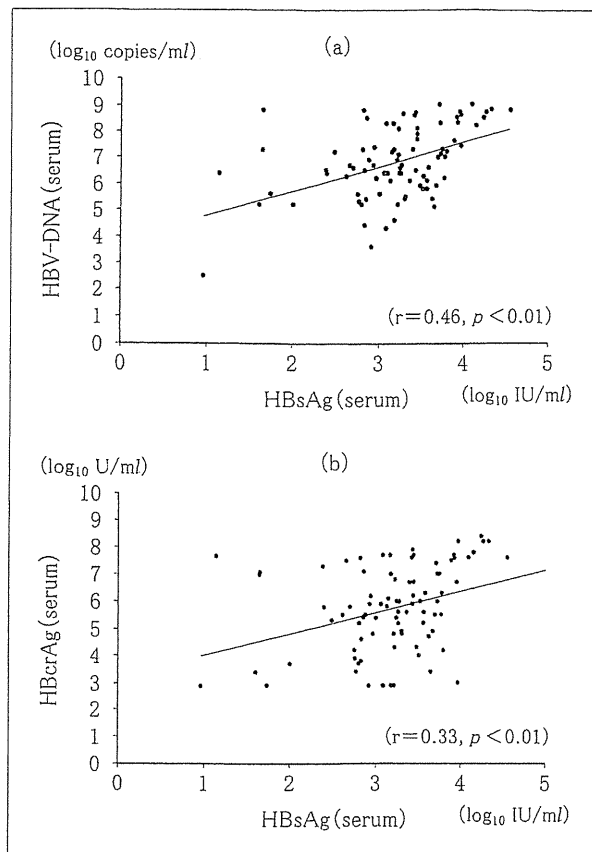 (a)
(log₁₀ copies/ml)
10
9
8
7
6
5
4
3
2
1
0
HBV-DNA(serum)
(r=0.46, p<0.01)
0 1 2 3 4 5
HBsAg(serum) (log₁₀ IU/ml)
(b)
(log₁₀ U/ml)
10
9
8
7
6
5
4
3
2
1
0
HBcrAg(serum)
(r=0.33, p<0.01)
0 1 2 3 4 5
HBsAg(serum) (log₁₀ IU/ml)